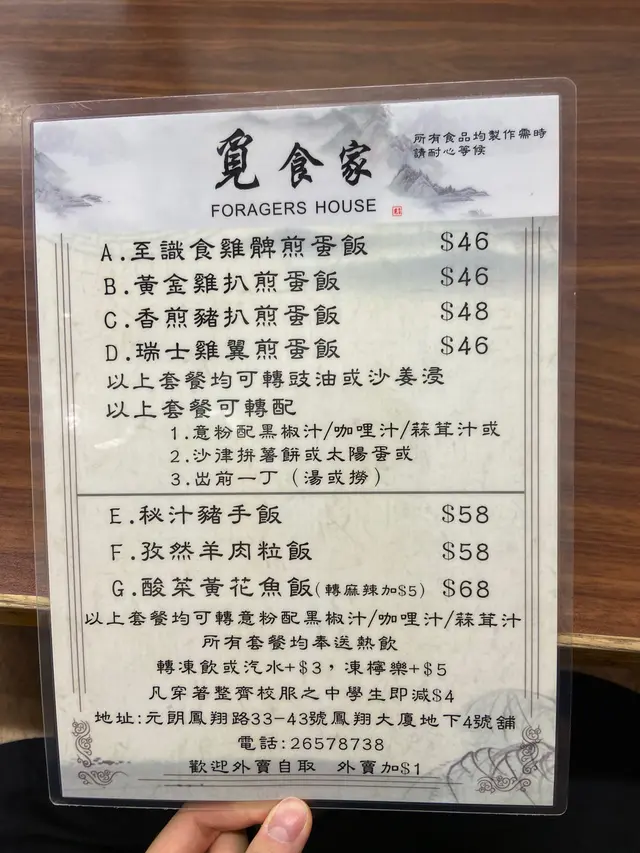 覓食家
所有食品均製作需時
請耐心等候
FORAGERS HOUSE
A.至識食雞髀煎蛋飯 $46
B.黃金雞扒煎蛋飯 $46
C.香煎豬扒煎蛋飯 $48
D.瑞士雞翼煎蛋飯 $46
以上套餐均可轉豉油或沙姜浸
以上套餐可轉配
1.意粉配黑椒汁/咖哩汁/蒜茸汁或
2.沙律拼薯餅或太陽蛋或
3.出前一丁（湯或撈）
E.秘汁豬手飯 $58
F.孜然羊肉粒飯 $58
G.酸菜黃花魚飯(轉麻辣加$5) $68
以上套餐均可轉意粉配黑椒汁/咖哩汁/蒜茸汁
所有套餐均奉送熱飲
轉凍飲或汽水+$3，凍檸樂+$5
凡穿著整齊校服之中學生即減$4
地址:元朗鳳翔路33-43號鳳翔大廈地下4號舖
電話:26578738
歡迎外賣自取 外賣加$1